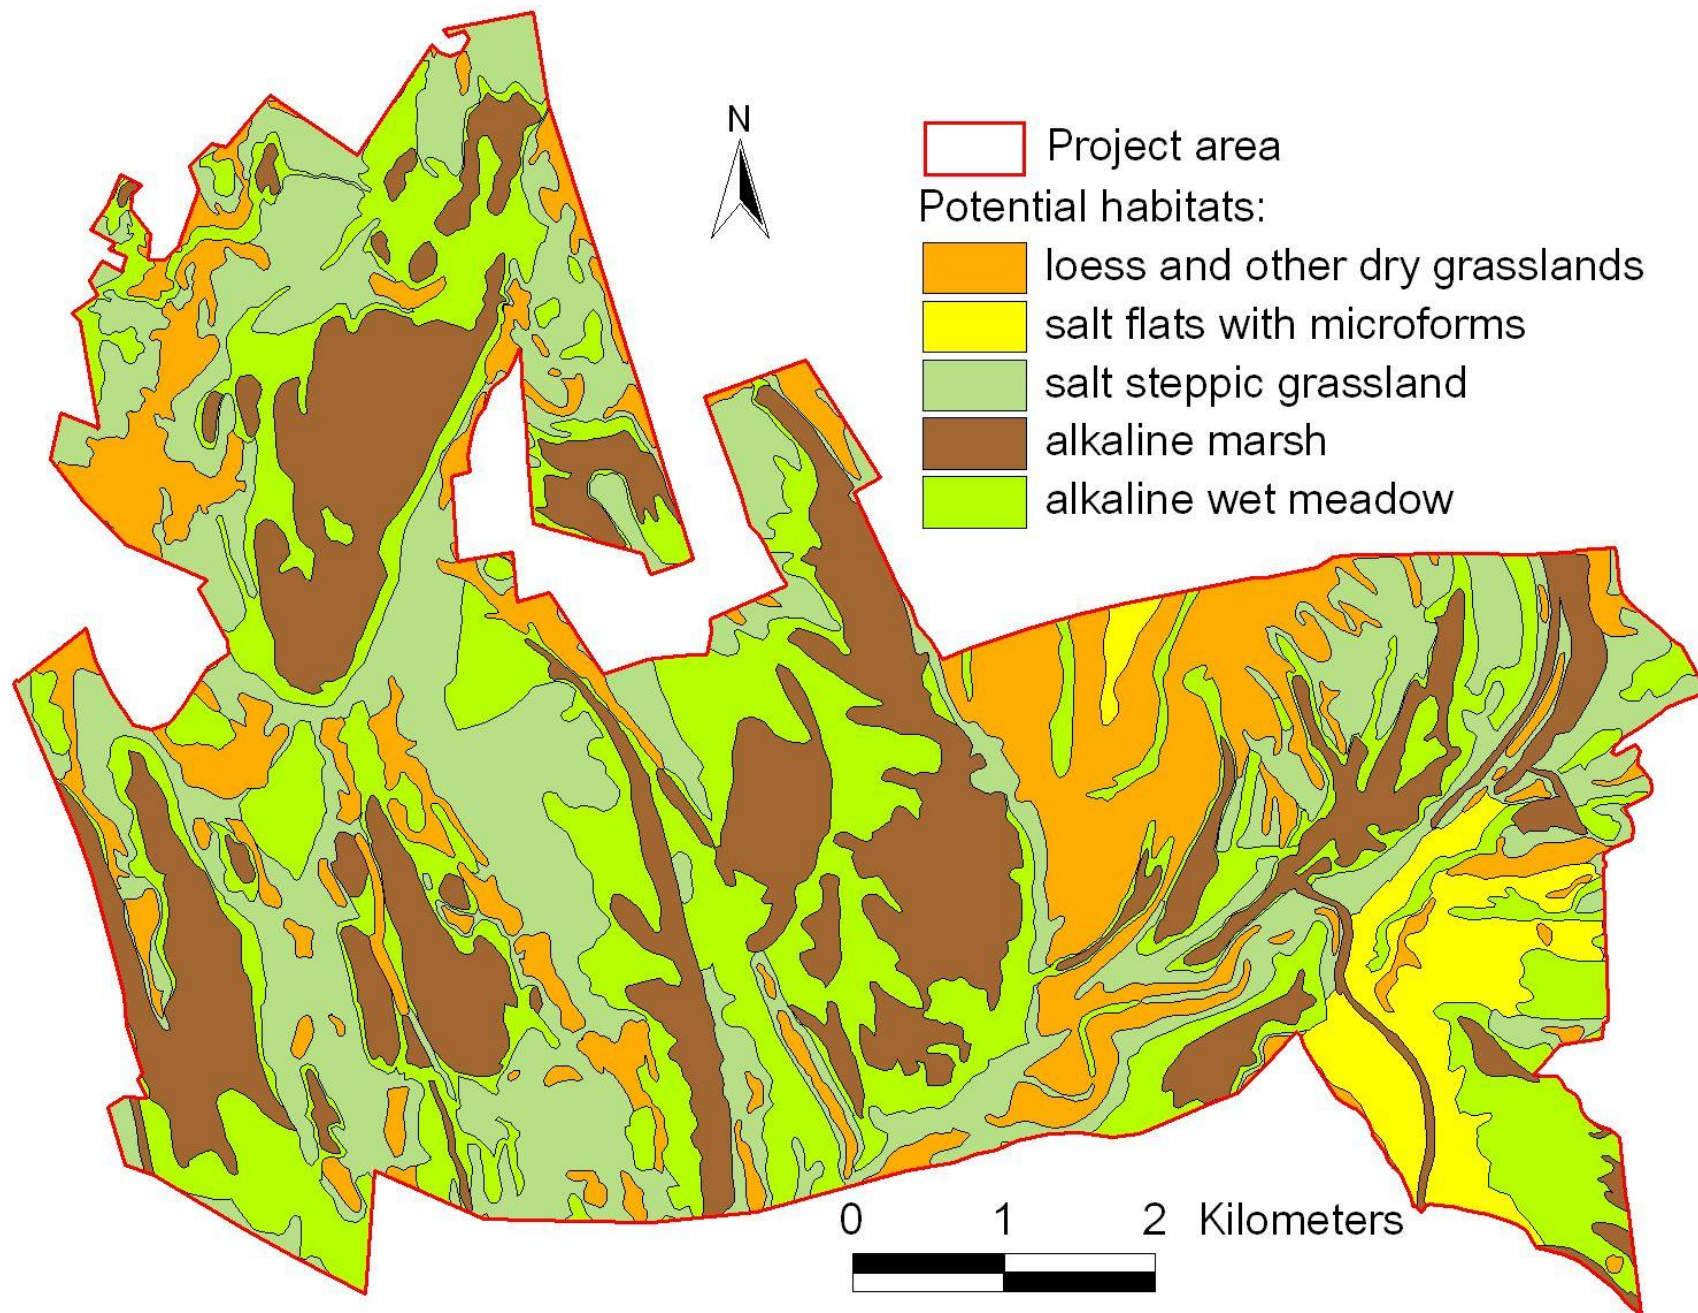 N
Project area
Potential habitats:
loess and other dry grasslands
salt flats with microforms
salt steppic grassland
alkaline marsh
alkaline wet meadow
0 1 2 Kilometers